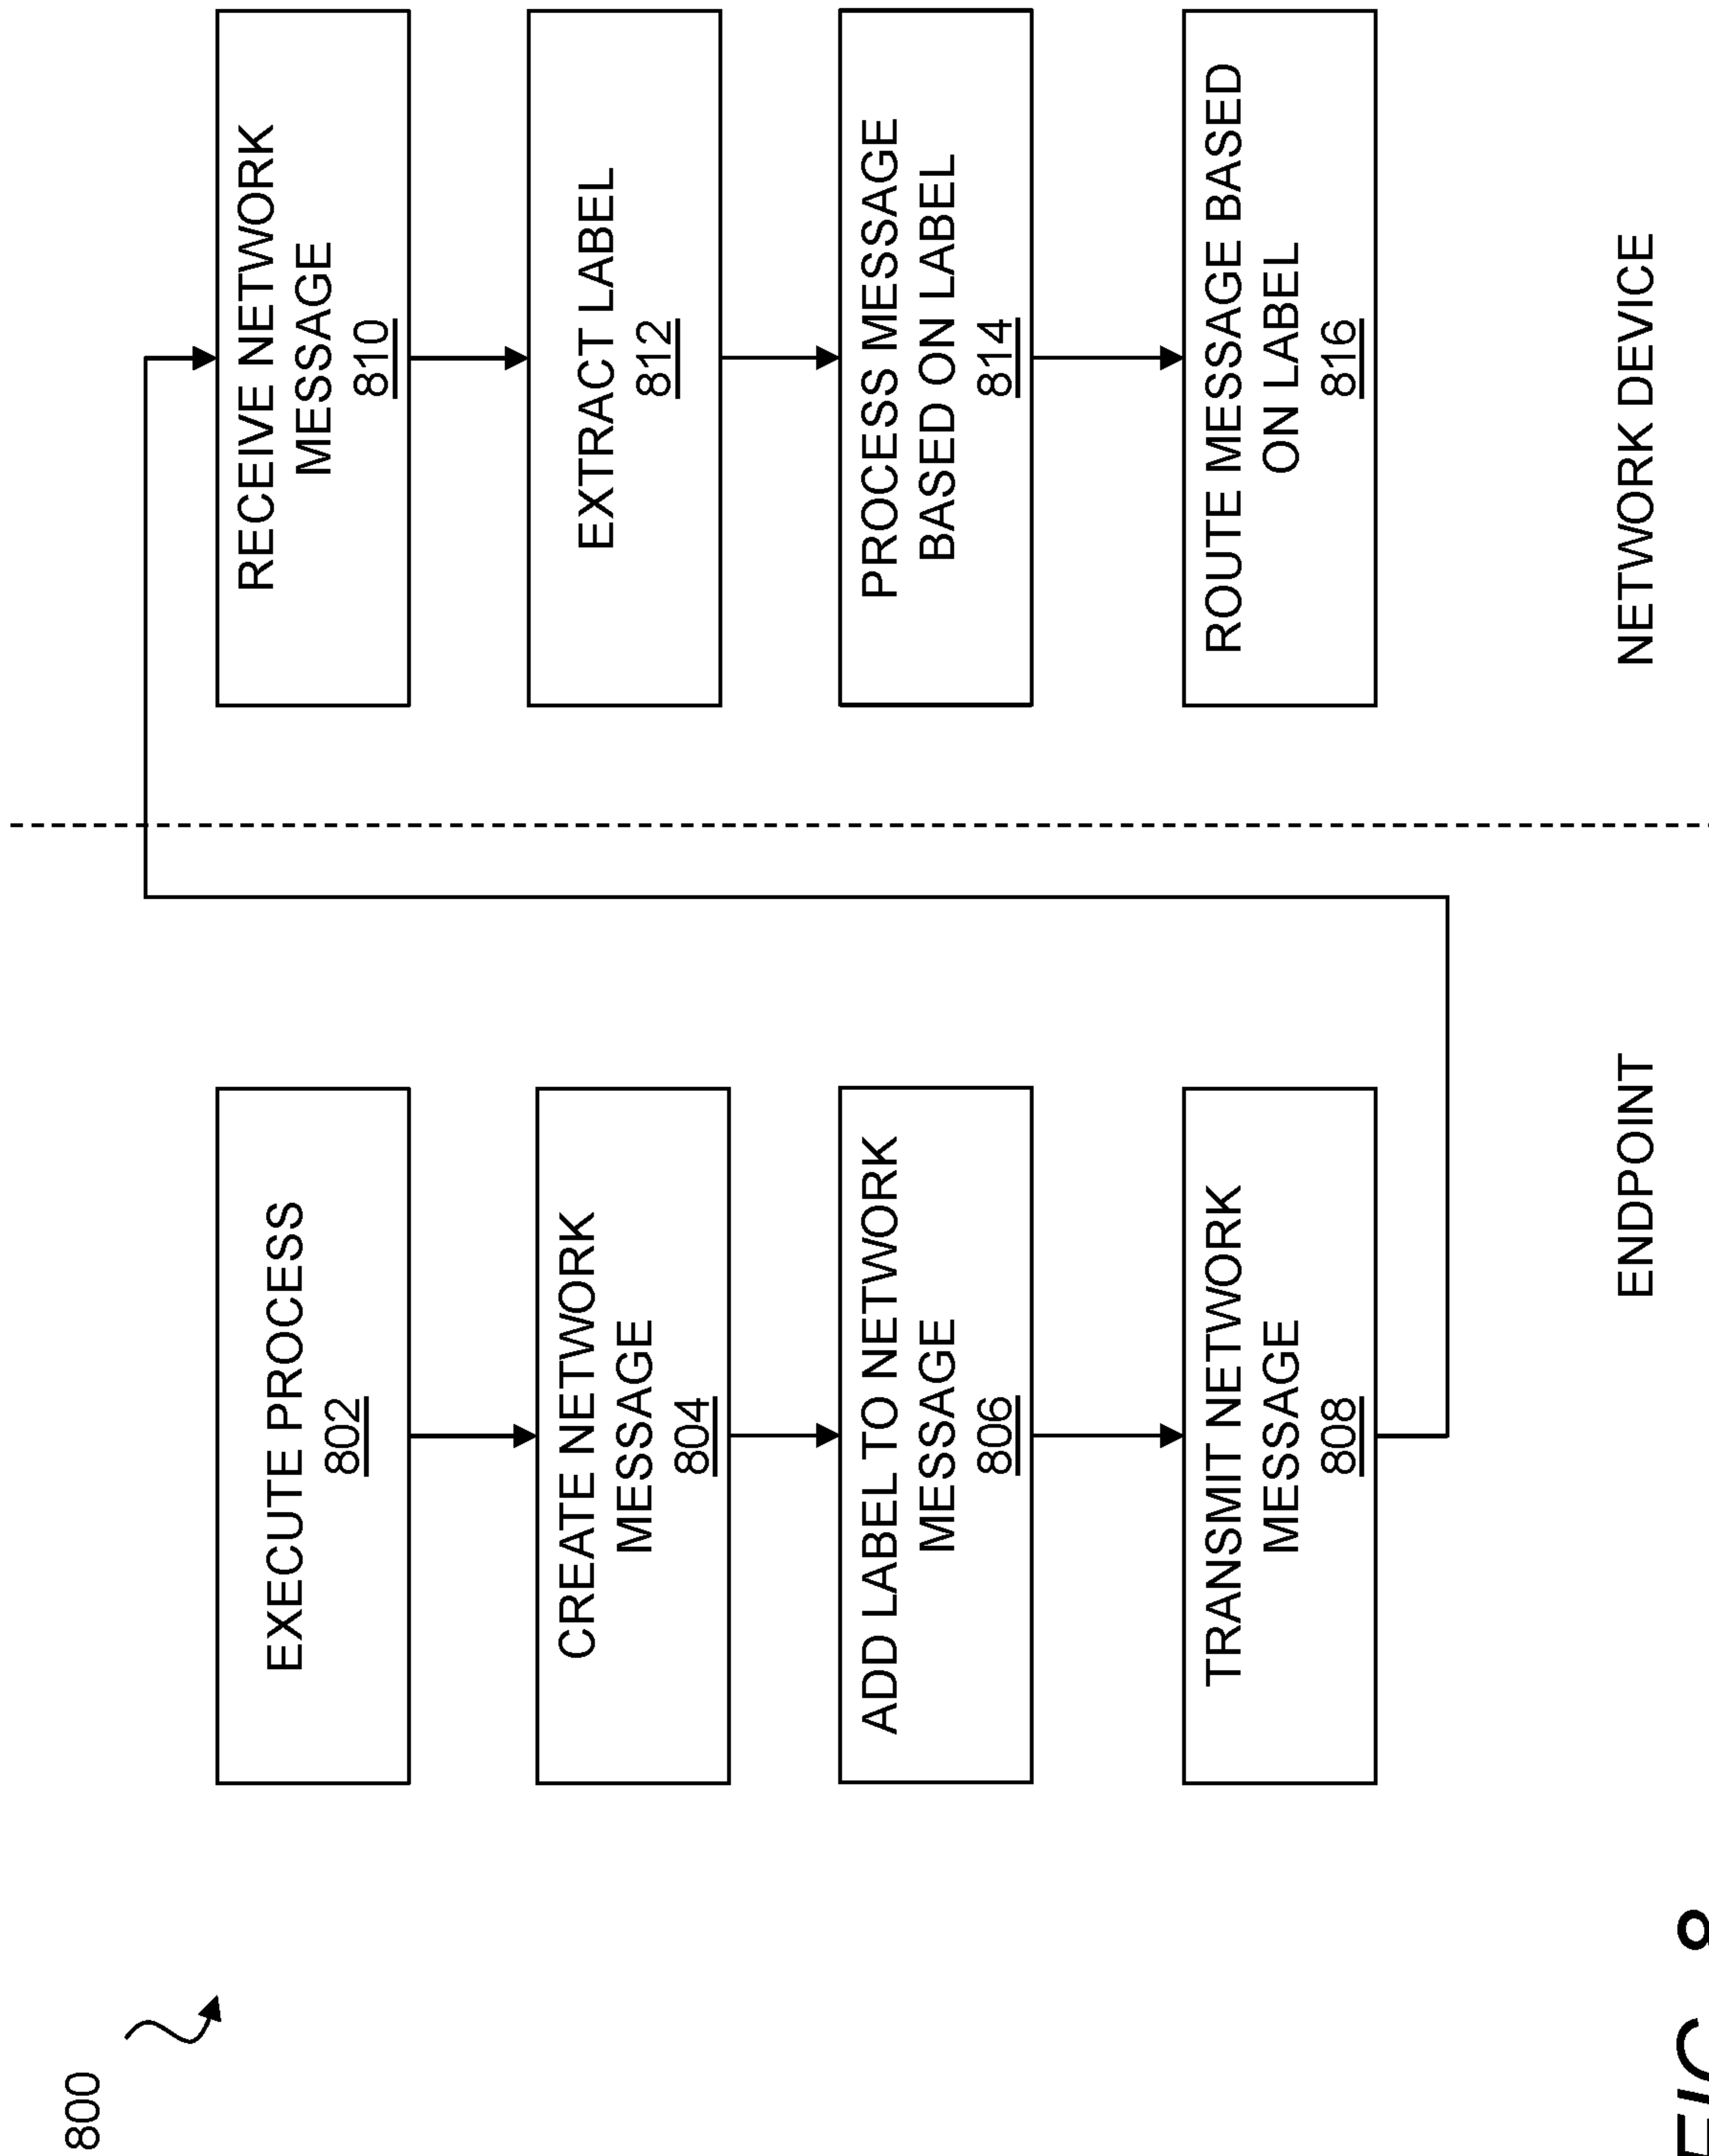 800
EXECUTE PROCESS
802
CREATE NETWORK
MESSAGE
804
ADD LABEL TO NETWORK
MESSAGE
806
TRANSMIT NETWORK
MESSAGE
808
ENDPOINT
RECEIVE NETWORK
MESSAGE
810
EXTRACT LABEL
812
PROCESS MESSAGE
BASED ON LABEL
814
ROUTE MESSAGE BASED
ON LABEL
816
NETWORK DEVICE
FIG. 8